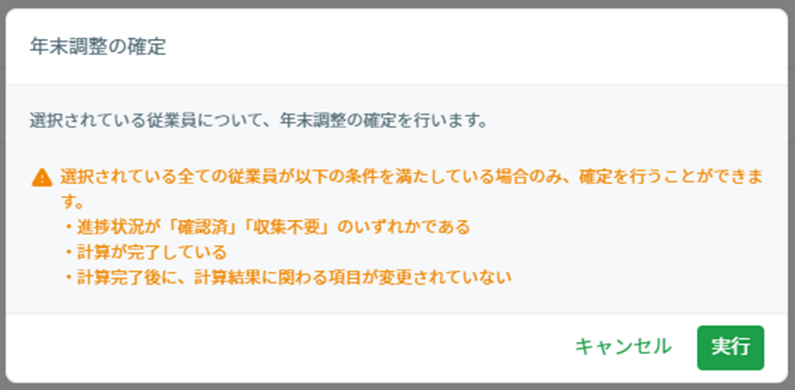 年末調整の確定
選択されている従業員について、年末調整の確定を行います。
選択されている全ての従業員が以下の条件を満たしている場合のみ、確定を行うことができま
す。
・進捗状況が「確認済」「収集不要」のいずれかである
・計算が完了している
・計算完了後に、計算結果に関わる項目が変更されていない
キャンセル 実行